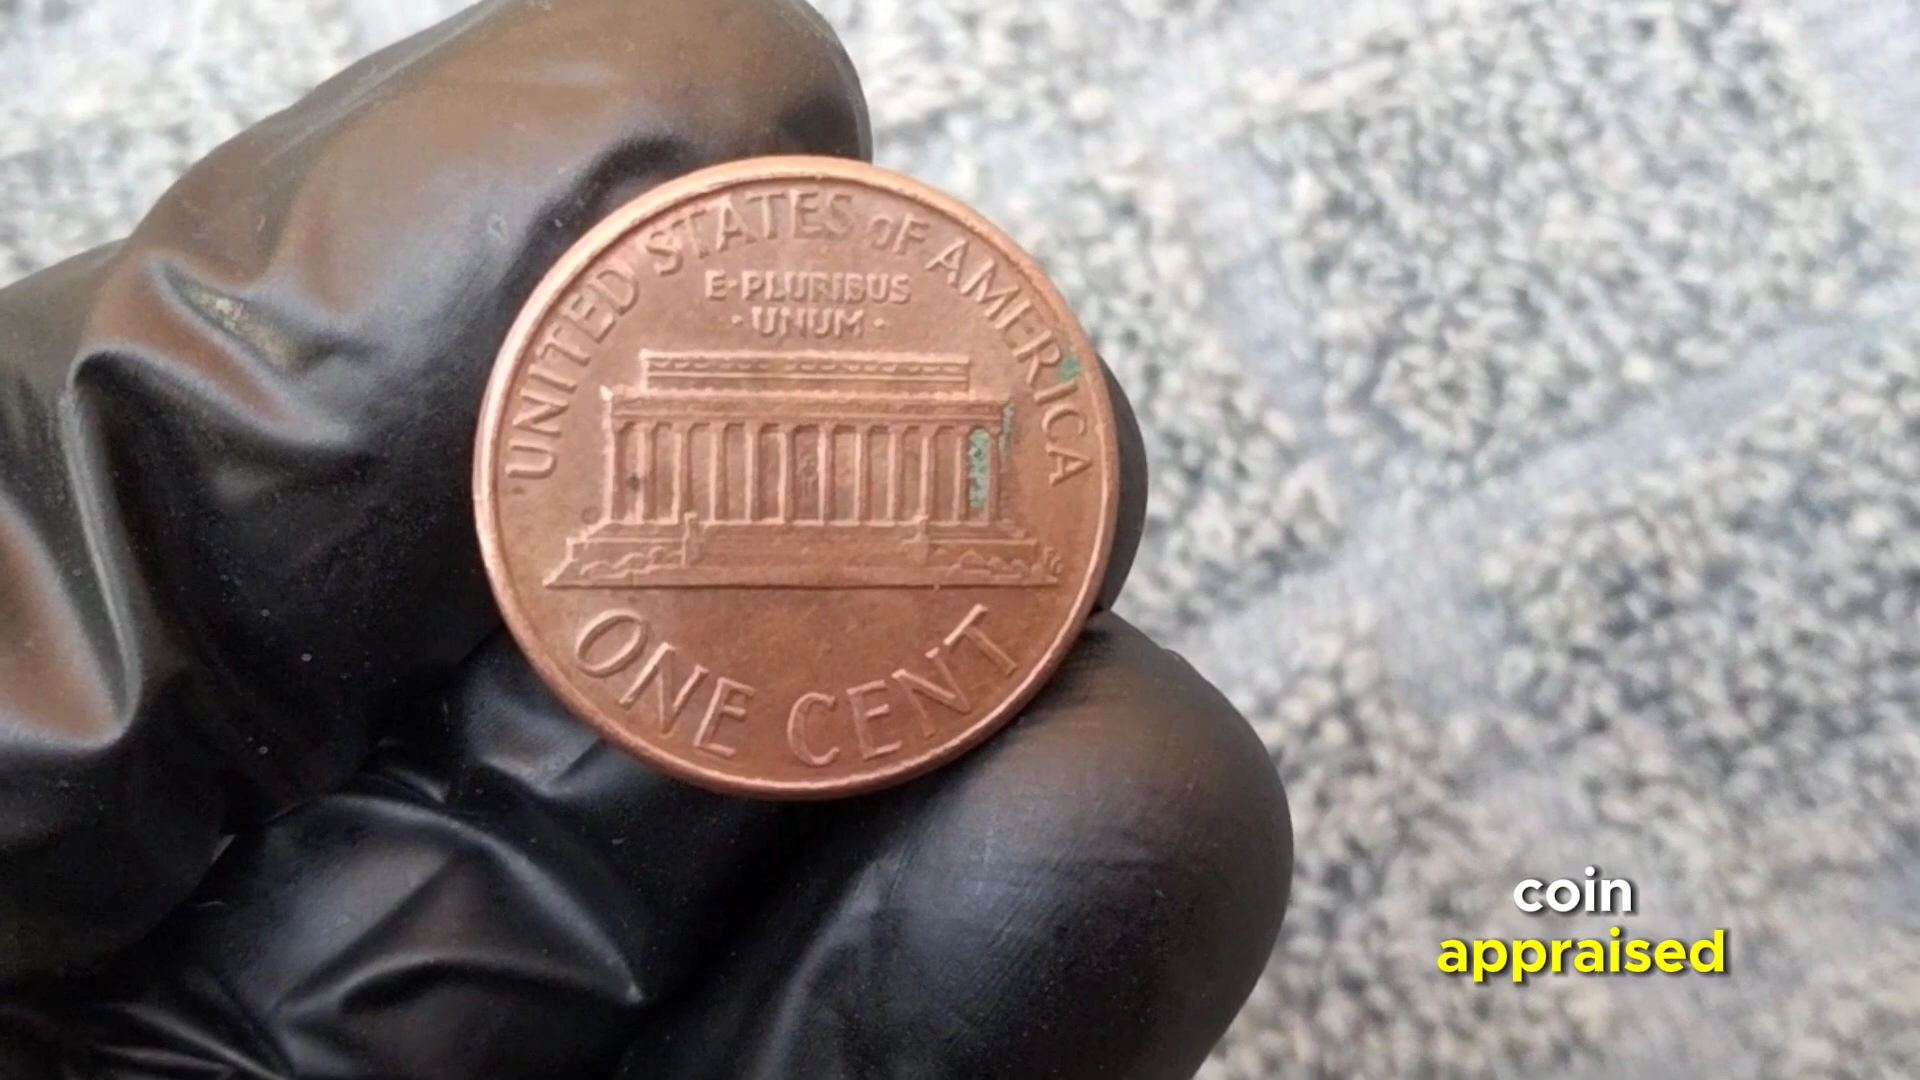 UNITED STATES OF AMERICA
E·PLURIBUS
·UNUM·
ONE CENT
coin
appraised